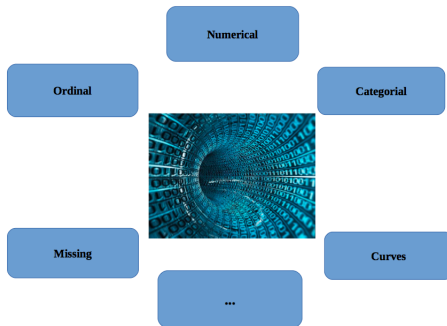 Numerical
Ordinal
Categorial
Missing
Curves
...